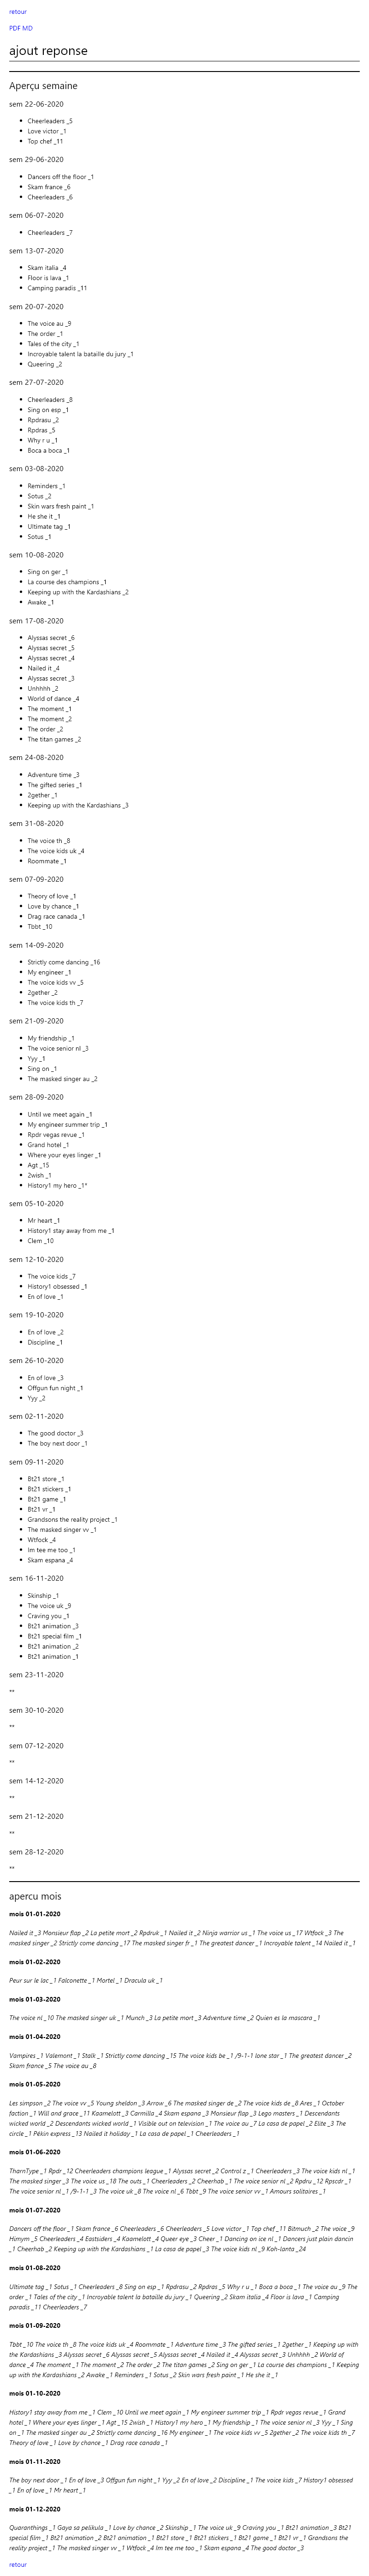 retour
PDF MD
ajout reponse
Aperçu semaine
sem 22-06-2020
Cheerleaders _5
Love victor _1
Top chef _11
sem 29-06-2020
Dancers off the floor _1
Skam france _6
Cheerleaders _6
sem 06-07-2020
Cheerleaders _7
sem 13-07-2020
Skam italia _4
Floor is lava _1
Camping paradis _11
sem 20-07-2020
The voice au _9
The order _1
Tales of the city _1
Incroyable talent la bataille du jury _1
Queering _2
sem 27-07-2020
Cheerleaders _8
Sing on esp _1
Rpdrasu _2
Rpdras _5
Why r u _1
Boca a boca _1
sem 03-08-2020
Reminders _1
Sotus _2
Skin wars fresh paint _1
He she it _1
Ultimate tag _1
Sotus _1
sem 10-08-2020
Sing on ger _1
La course des champions _1
Keeping up with the Kardashians _2
Awake _1
sem 17-08-2020
Alyssas secret _6
Alyssas secret _5
Alyssas secret _4
Nailed it _4
Alyssas secret _3
Unhhhh _2
World of dance _4
The moment _1
The moment _2
The order _2
The titan games _2
sem 24-08-2020
Adventure time _3
The gifted series _1
2gether _1
Keeping up with the Kardashians _3
sem 31-08-2020
The voice th _8
The voice kids uk _4
Roommate _1
sem 07-09-2020
Theory of love _1
Love by chance _1
Drag race canada _1
Tbbt _10
sem 14-09-2020
Strictly come dancing _16
My engineer _1
The voice kids vv _5
2gether _2
The voice kids th _7
sem 21-09-2020
My friendship _1
The voice senior nl _3
Yyy _1
Sing on _1
The masked singer au _2
sem 28-09-2020
Until we meet again _1
My engineer summer trip _1
Rpdr vegas revue _1
Grand hotel _1
Where your eyes linger _1
Agt _15
2wish _1
History1 my hero _1*
sem 05-10-2020
Mr heart _1
History1 stay away from me _1
Clem _10
sem 12-10-2020
The voice kids _7
History1 obsessed _1
En of love _1
sem 19-10-2020
En of love _2
Discipline _1
sem 26-10-2020
En of love _3
Offgun fun night _1
Yyy _2
sem 02-11-2020
The good doctor _3
The boy next door _1
sem 09-11-2020
Bt21 store _1
Bt21 stickers _1
Bt21 game _1
Bt21 vr _1
Grandsons the reality project _1
The masked singer vv _1
Wtfock _4
Im tee me too _1
Skam espana _4
sem 16-11-2020
Skinship _1
The voice uk _9
Craving you _1
Bt21 animation _3
Bt21 special film _1
Bt21 animation _2
Bt21 animation _1
sem 23-11-2020
**
sem 30-10-2020
**
sem 07-12-2020
**
sem 14-12-2020
**
sem 21-12-2020
**
sem 28-12-2020
**
apercu mois
mois 01-01-2020
Nailed it _3 Monsieur flap _2 La petite mort _2 Rpdruk _1 Nailed it _2 Ninja warrior us _1 The voice us _17 Wtfock _3 The
masked singer _2 Strictly come dancing _17 The masked singer fr _1 The greatest dancer _1 Incroyable talent _14 Nailed it _1
mois 01-02-2020
Peur sur le lac _1 Falconette _1 Mortel _1 Dracula uk _1
mois 01-03-2020
The voice nl _10 The masked singer uk _1 Munch _3 La petite mort _3 Adventure time _2 Quien es la mascara _1
mois 01-04-2020
Vampires _1 Valemont _1 Stalk _1 Strictly come dancing _15 The voice kids be _1 /9-1-1 lone star _1 The greatest dancer _2
Skam france _5 The voice au _8
mois 01-05-2020
Les simpson _2 The voice vv _5 Young sheldon _3 Arrow _6 The masked singer de _2 The voice kids de _8 Ares _1 October
faction _1 Will and grace _11 Kaamelott _3 Carmilla _4 Skam espana _3 Monsieur flap _3 Lego masters _1 Descendants
wicked world _2 Descendants wicked world _1 Visible out on television _1 The voice au _7 La casa de papel _2 Elite _3 The
circle _1 Pékin express _13 Nailed it holiday _1 La casa de papel _1 Cheerleaders _1
mois 01-06-2020
TharnType _1 Rpdr _12 Cheerleaders champions league _1 Alyssas secret _2 Control z _1 Cheerleaders _3 The voice kids nl _1
The masked singer _3 The voice us _18 The outs _1 Cheerleaders _2 Cheerhab _1 The voice senior nl _2 Rpdru _12 Rpscdr _1
The voice senior nl _1 /9-1-1 _3 The voice uk _8 The voice nl _6 Tbbt _9 The voice senior vv _1 Amours solitaires _1
mois 01-07-2020
Dancers off the floor _1 Skam france _6 Cheerleaders _6 Cheerleaders _5 Love victor _1 Top chef _11 Bitmuch _2 The voice _9
Himym _5 Cheerleaders _4 Eastsiders _4 Kaamelott _4 Queer eye _3 Cheer _1 Dancing on ice nl _1 Dancers just plain dancin
_1 Cheerhab _2 Keeping up with the Kardashians _1 La casa de papel _3 The voice kids nl _9 Koh-lanta _24
mois 01-08-2020
Ultimate tag _1 Sotus _1 Cheerleaders _8 Sing on esp _1 Rpdrasu _2 Rpdras _5 Why r u _1 Boca a boca _1 The voice au _9 The
order _1 Tales of the city _1 Incroyable talent la bataille du jury _1 Queering _2 Skam italia _4 Floor is lava _1 Camping
paradis _11 Cheerleaders _7
mois 01-09-2020
Tbbt _10 The voice th _8 The voice kids uk _4 Roommate _1 Adventure time _3 The gifted series _1 2gether _1 Keeping up with
the Kardashians _3 Alyssas secret _6 Alyssas secret _5 Alyssas secret _4 Nailed it _4 Alyssas secret _3 Unhhhh _2 World of
dance _4 The moment _1 The moment _2 The order _2 The titan games _2 Sing on ger _1 La course des champions _1 Keeping
up with the Kardashians _2 Awake _1 Reminders _1 Sotus _2 Skin wars fresh paint _1 He she it _1
mois 01-10-2020
History1 stay away from me _1 Clem _10 Until we meet again _1 My engineer summer trip _1 Rpdr vegas revue _1 Grand
hotel _1 Where your eyes linger _1 Agt _15 2wish _1 History1 my hero _1 My friendship _1 The voice senior nl _3 Yyy _1 Sing
on _1 The masked singer au _2 Strictly come dancing _16 My engineer _1 The voice kids vv _5 2gether _2 The voice kids th _7
Theory of love _1 Love by chance _1 Drag race canada _1
mois 01-11-2020
The boy next door _1 En of love _3 Offgun fun night _1 Yyy _2 En of love _2 Discipline _1 The voice kids _7 History1 obsessed
_1 En of love _1 Mr heart _1
mois 01-12-2020
Quaranthings _1 Gaya sa pelikula _1 Love by chance _2 Skinship _1 The voice uk _9 Craving you _1 Bt21 animation _3 Bt21
special film _1 Bt21 animation _2 Bt21 animation _1 Bt21 store _1 Bt21 stickers _1 Bt21 game _1 Bt21 vr _1 Grandsons the
reality project _1 The masked singer vv _1 Wtfock _4 Im tee me too _1 Skam espana _4 The good doctor _3
retour